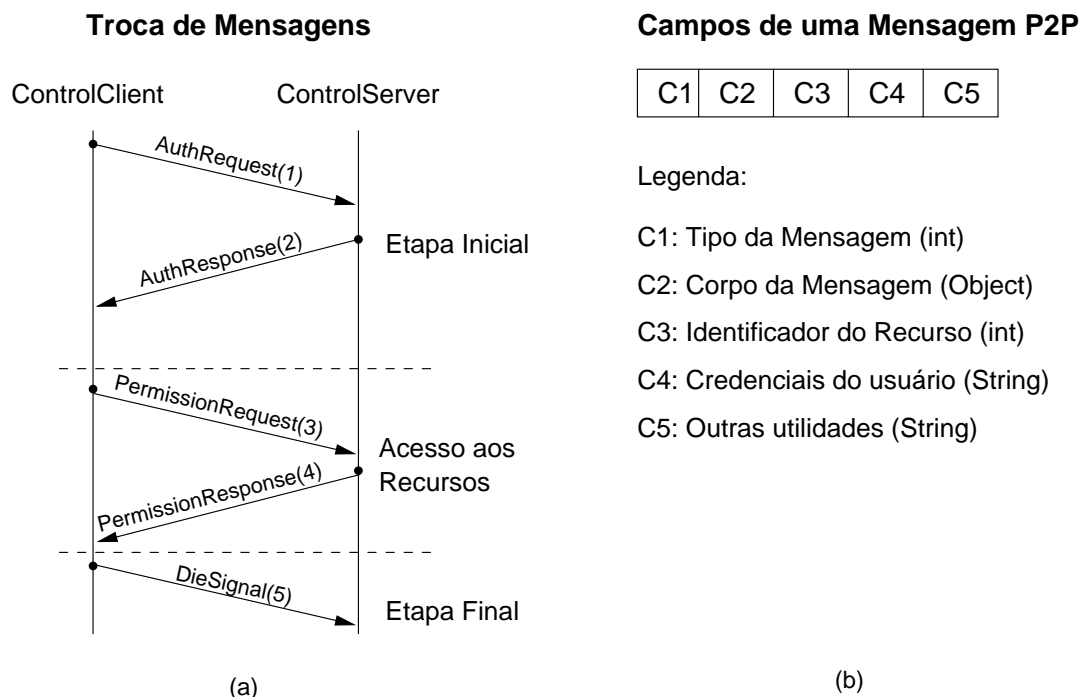 Troca de Mensagens
ControlClient
ControlServer
AuthRequest(1)
AuthResponse(2)
Etapa Inicial
PermissionRequest(3)
Acesso aos
Recursos
PermissionResponse(4)
DieSignal(5)
Etapa Final
(a)
Campos de uma Mensagem P2P
C1 C2 C3 C4 C5
Legenda:
C1: Tipo da Mensagem (int)
C2: Corpo da Mensagem (Object)
C3: Identificador do Recurso (int)
C4: Credenciais do usuário (String)
C5: Outras utilidades (String)
(b)